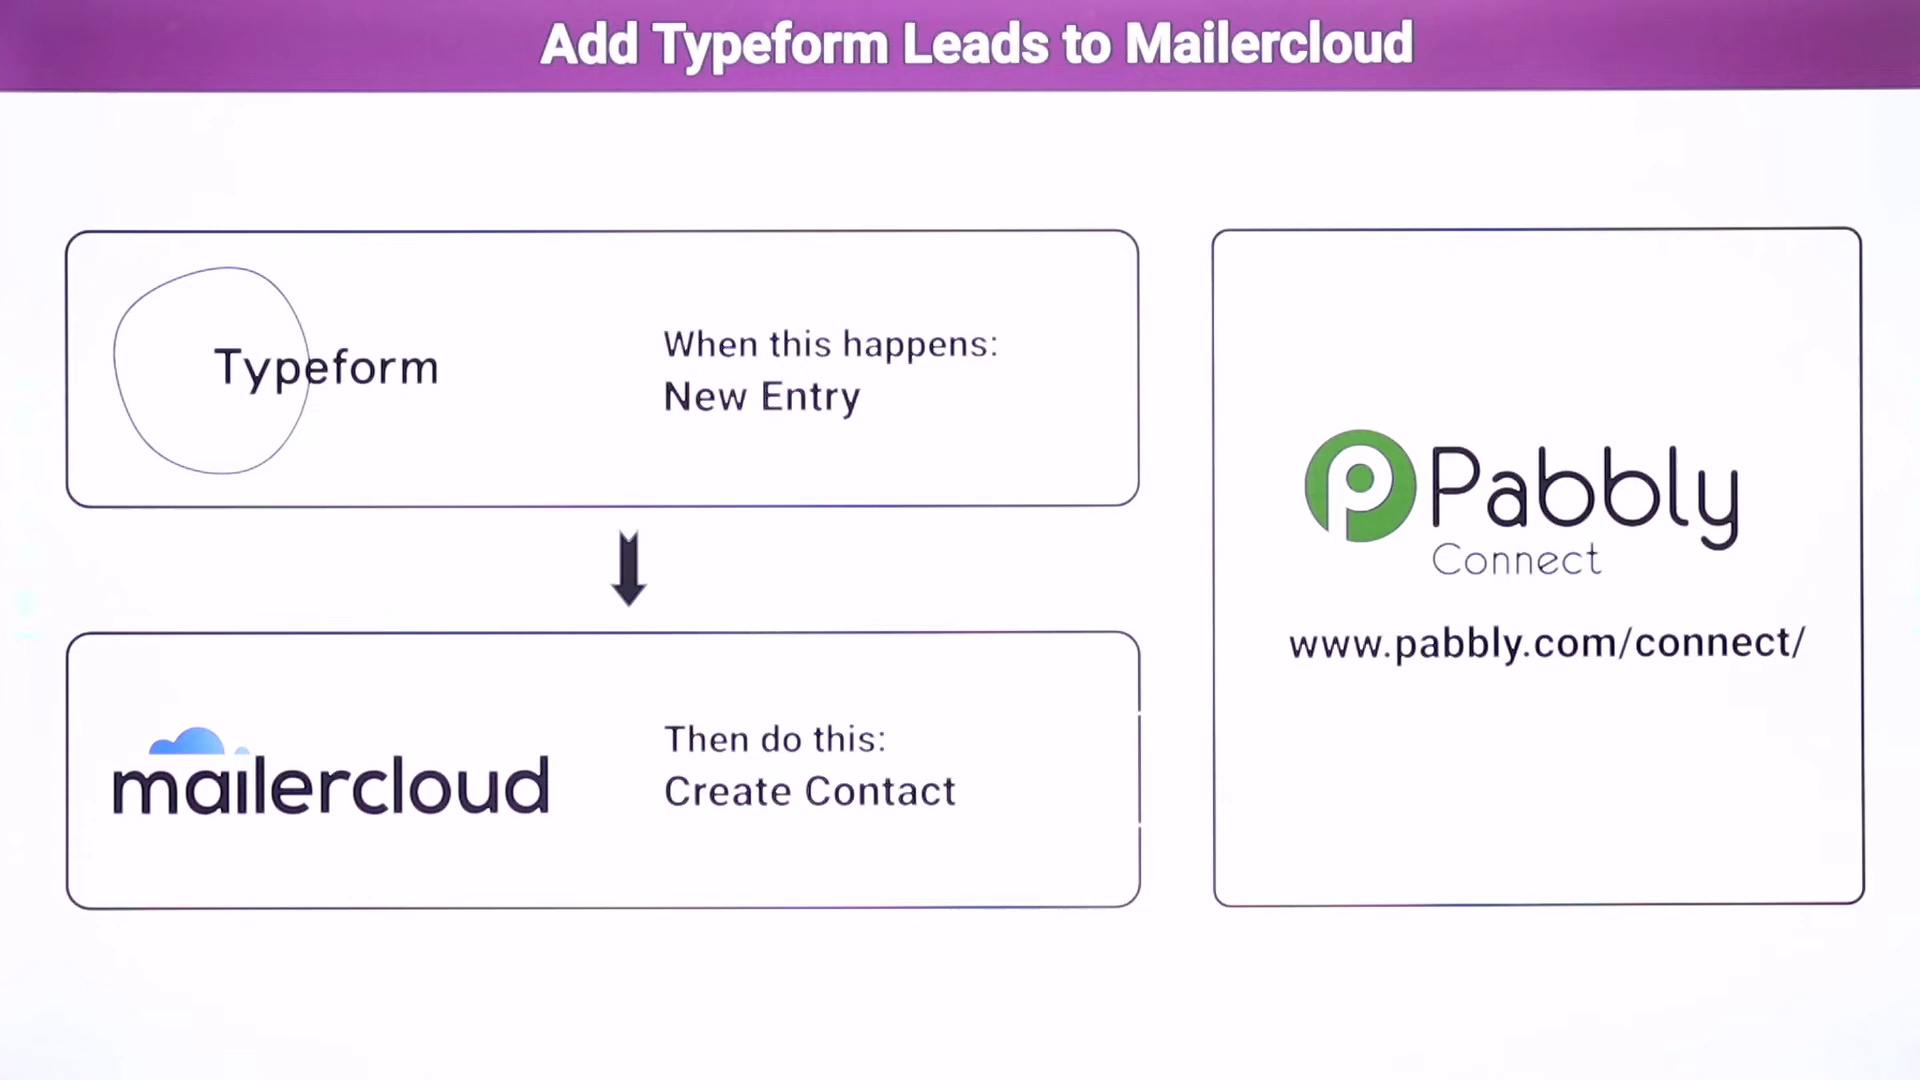 Add Typeform Leads to Mailercloud
Typeform
When this happens:
New Entry
mailercloud
Then do this:
Create Contact
Pabbly
Connect
www.pabbly.com/connect/